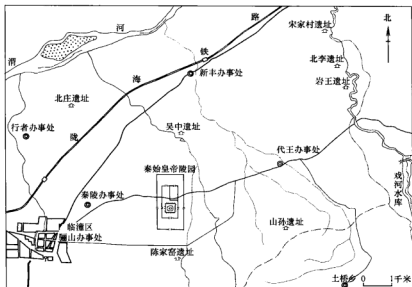 宋家村遗址
北
河
路
渭
铁
北李遗址
新丰办事处
海
岩王遗址
北庄遗址
吴中遗址
行者办事处
陇
代王办事处
秦始皇帝陵园
秦陵办事处
戏河水库
临潼区
山孙遗址
骊山办事处
陈家窑遗址
土桥乡
0 1千米